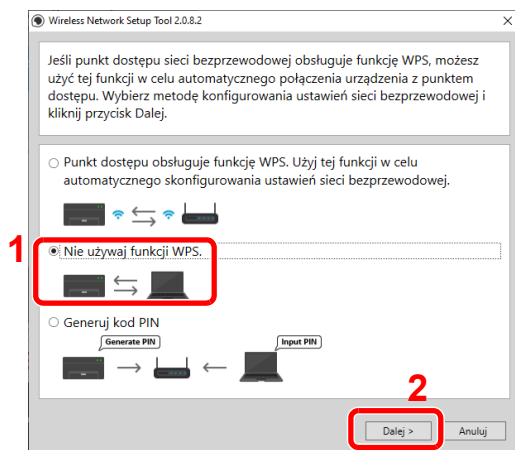 Wireless Network Setup Tool 2.0.8.2
Jeśli punkt dostępu sieci bezprzewodowej obsługuje funkcję WPS, możesz
użyć tej funkcji w celu automatycznego połączenia urządzenia z punktem
dostępu. Wybierz metodę konfigurowania ustawień sieci bezprzewodowej i
kliknij przycisk Dalej.
Punkt dostępu obsługuje funkcję WPS. Użyj tej funkcji w celu
automatycznego skonfigurowania ustawień sieci bezprzewodowej.
1
Nie używaj funkcji WPS.
Generuj kod PIN
Generate PIN
Input PIN
2
Dalej >
Anuluj